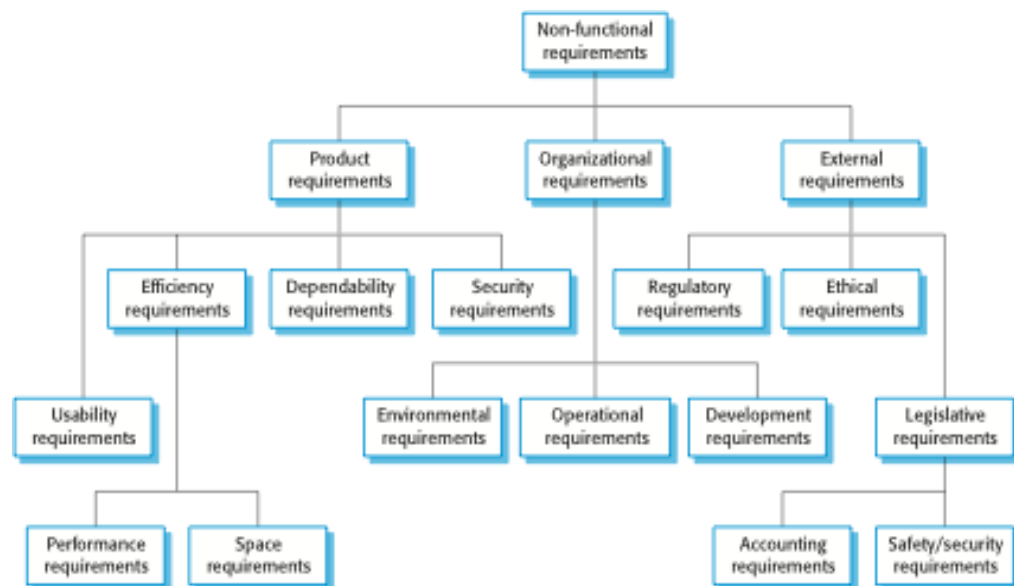 Non-functional
requirements
Product
requirements
Organizational
requirements
External
requirements
Efficiency
requirements
Dependability
requirements
Security
requirements
Regulatory
requirements
Ethical
requirements
Usability
requirements
Environmental
requirements
Operational
requirements
Development
requirements
Legislative
requirements
Performance
requirements
Space
requirements
Accounting
requirements
Safety/security
requirements